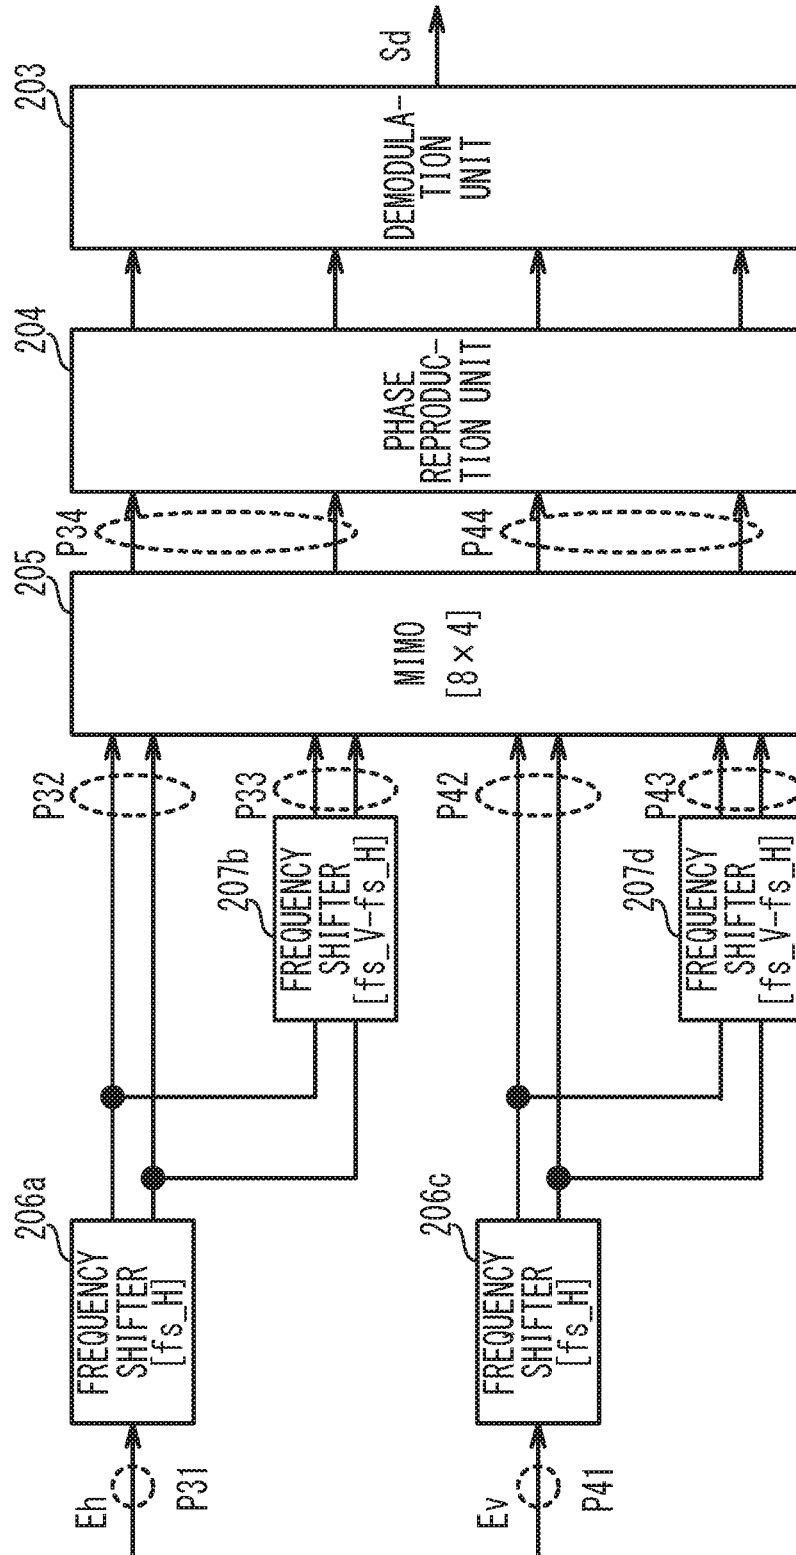 Eh
P31
206a
FREQUENCY
SHIFTER
[fs_H]
P32
207b
FREQUENCY
SHIFTER
[fs_V-fs_H]
P33
Ev
P41
206c
FREQUENCY
SHIFTER
[fs_H]
P42
207d
FREQUENCY
SHIFTER
[fs_V-fs_H]
P43
205
MIMO
[8×4]
P34
P44
204
PHASE
REPRODUC-
TION UNIT
203
DEMODULA-
TION
UNIT
Sd